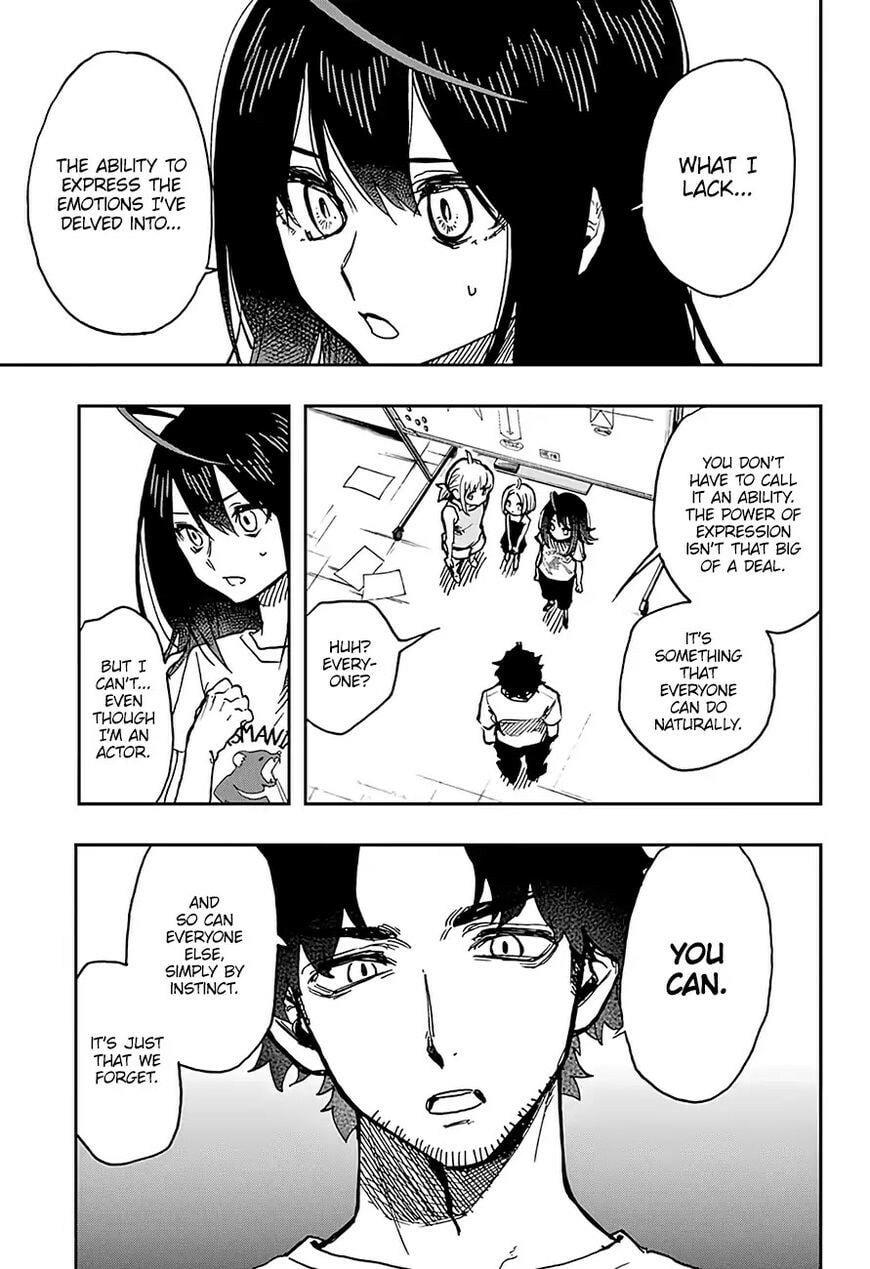 WHAT I
LACK...
THE ABILITY TO
EXPRESS THE
EMOTIONS I'VE
DELVED INTO...
YOU DON'T
HAVE TO CALL
IT AN ABILITY.
THE POWER OF
EXPRESSION
ISN'T THAT BIG
OF A DEAL.
IT'S
SOMETHING
THAT
EVERYONE
CAN DO
NATURALLY.
HUH?
EVERY-
ONE?
BUT I
CAN'T...
EVEN
THOUGH
I'M AN
ACTOR.
YOU
CAN.
AND
SO CAN
EVERYONE
ELSE,
SIMPLY BY
INSTINCT.
IT'S JUST
THAT WE
FORGET.